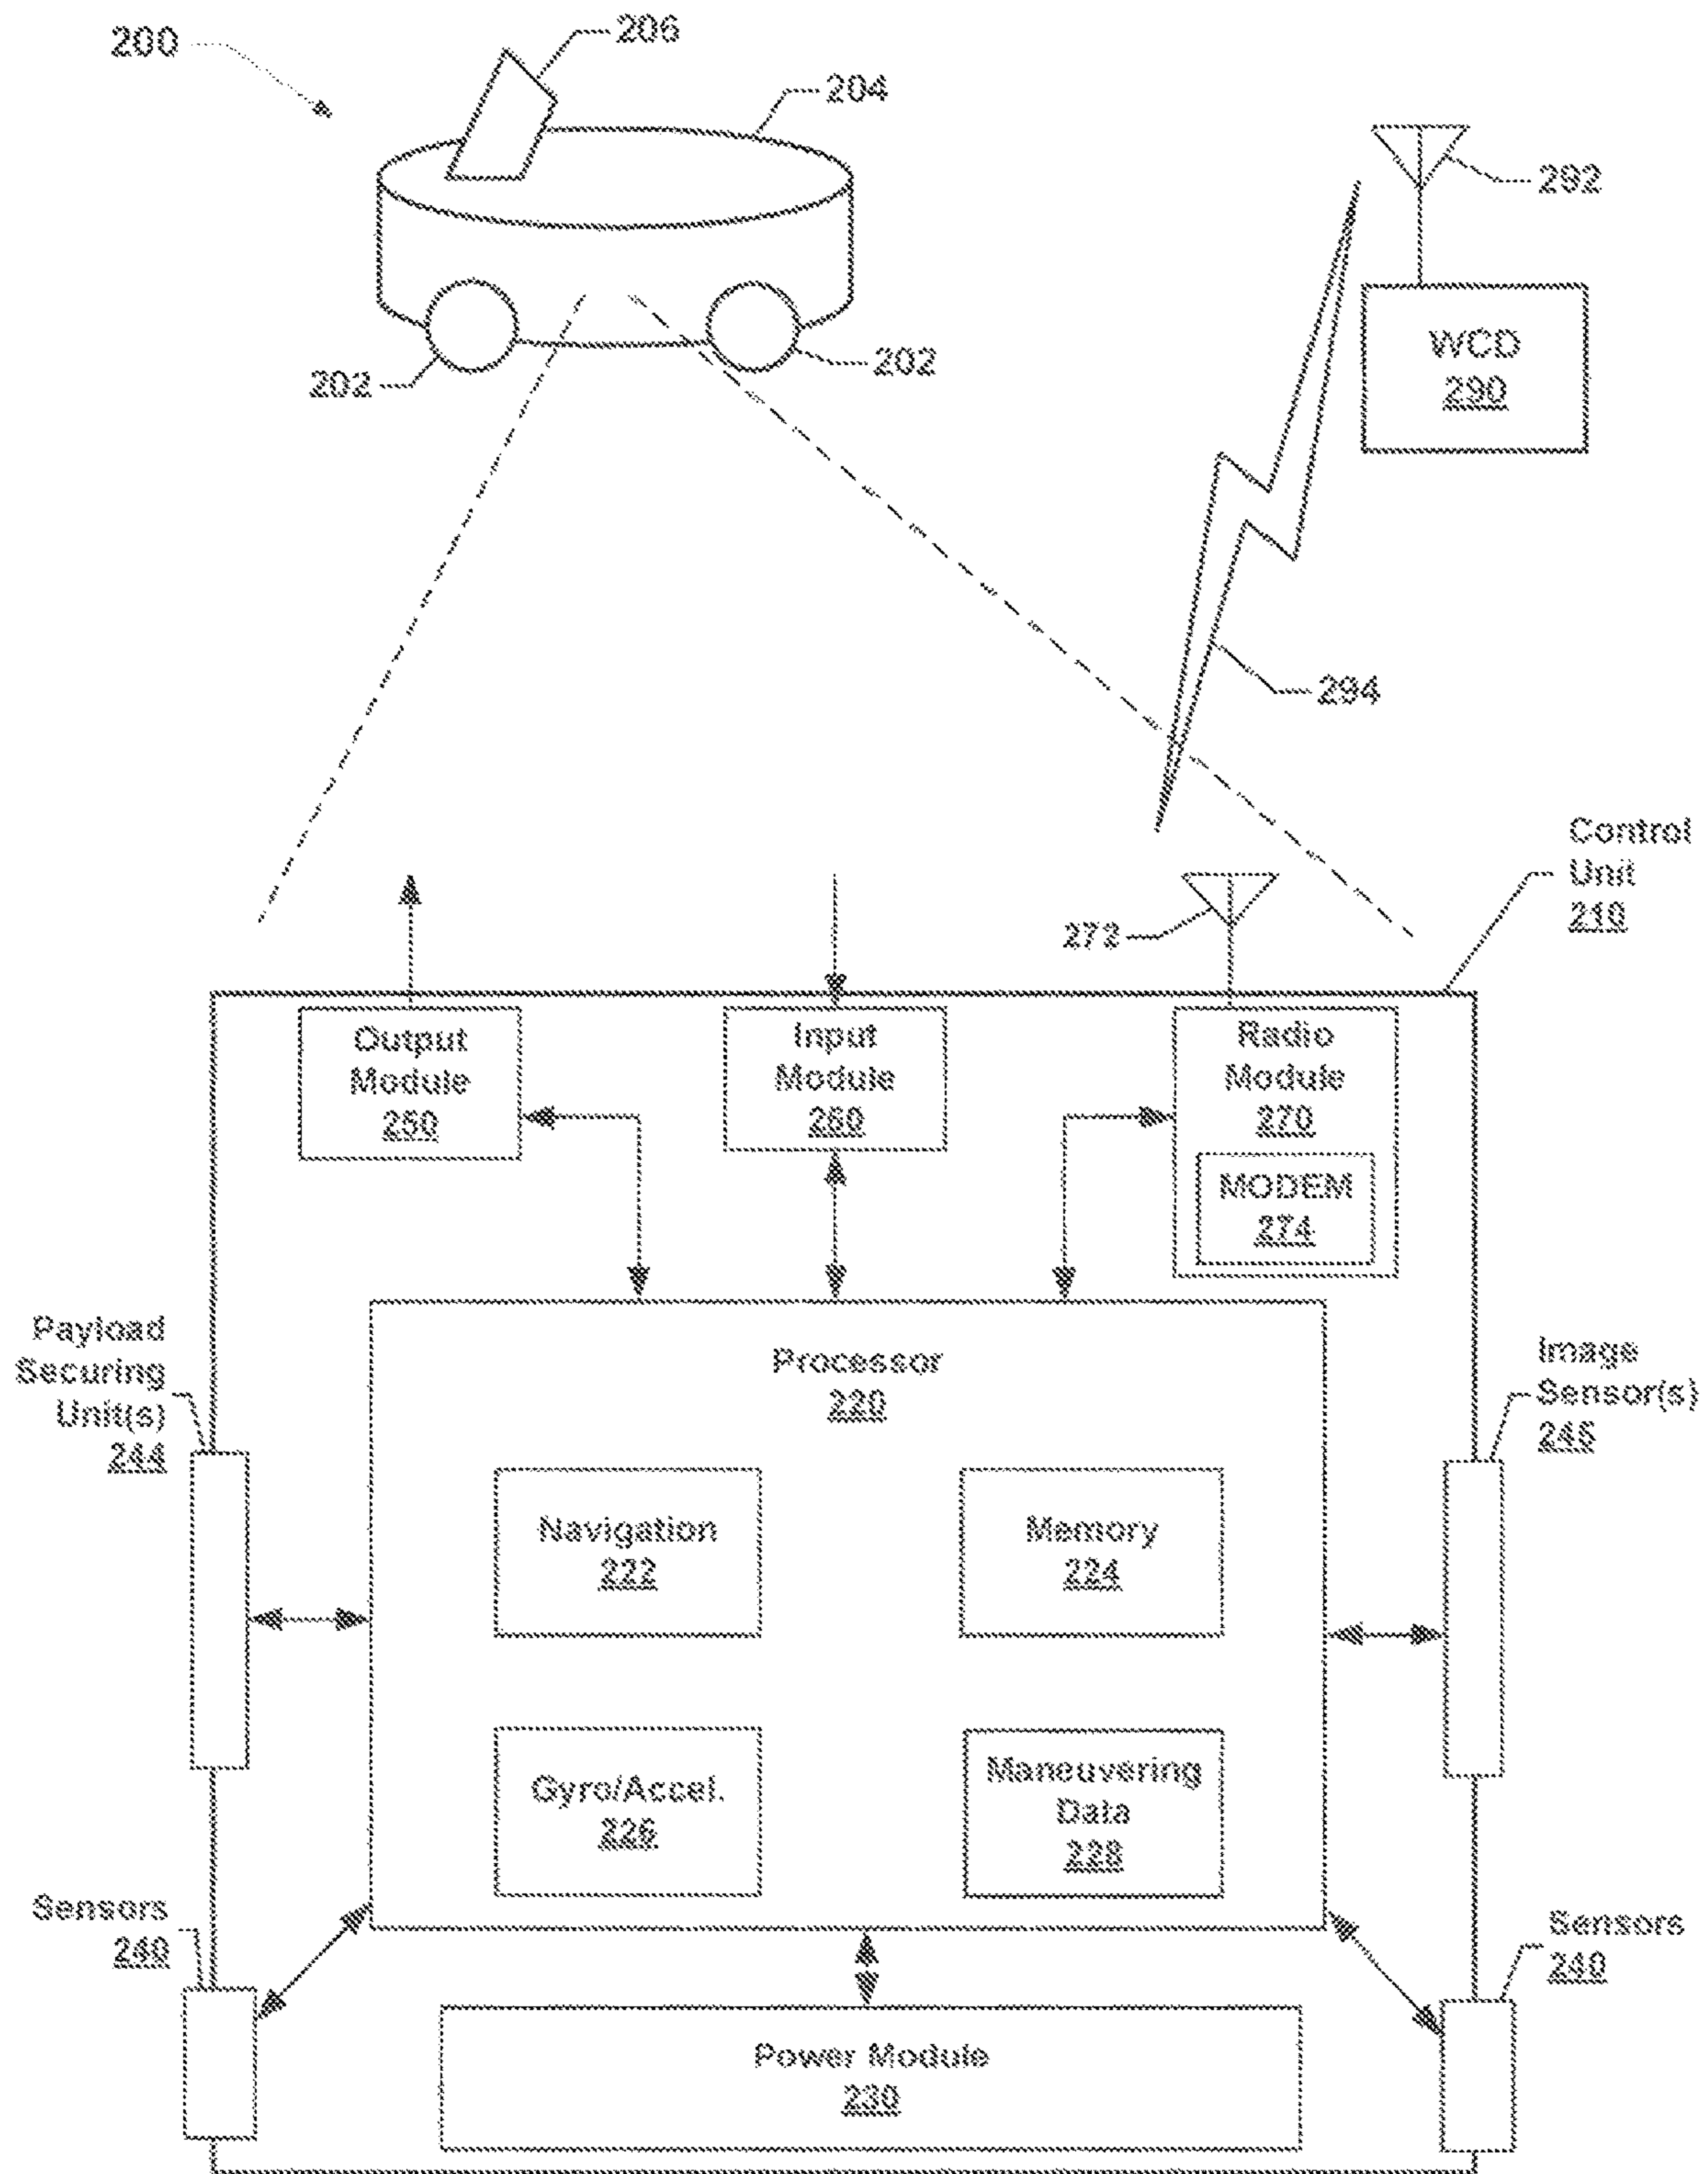 200
206
204
292
202
202
WCD
290
294
Control
Unit
210
272
Output
Module
250
Input
Module
260
Radio
Module
270
MODEM
274
Payload
Securing
Unit(s)
244
Processor
220
Image
Sensor(s)
245
Navigation
222
Memory
224
Gyro/Accel.
226
Maneuvering
Data
228
Sensors
240
Sensors
240
Power Module
230